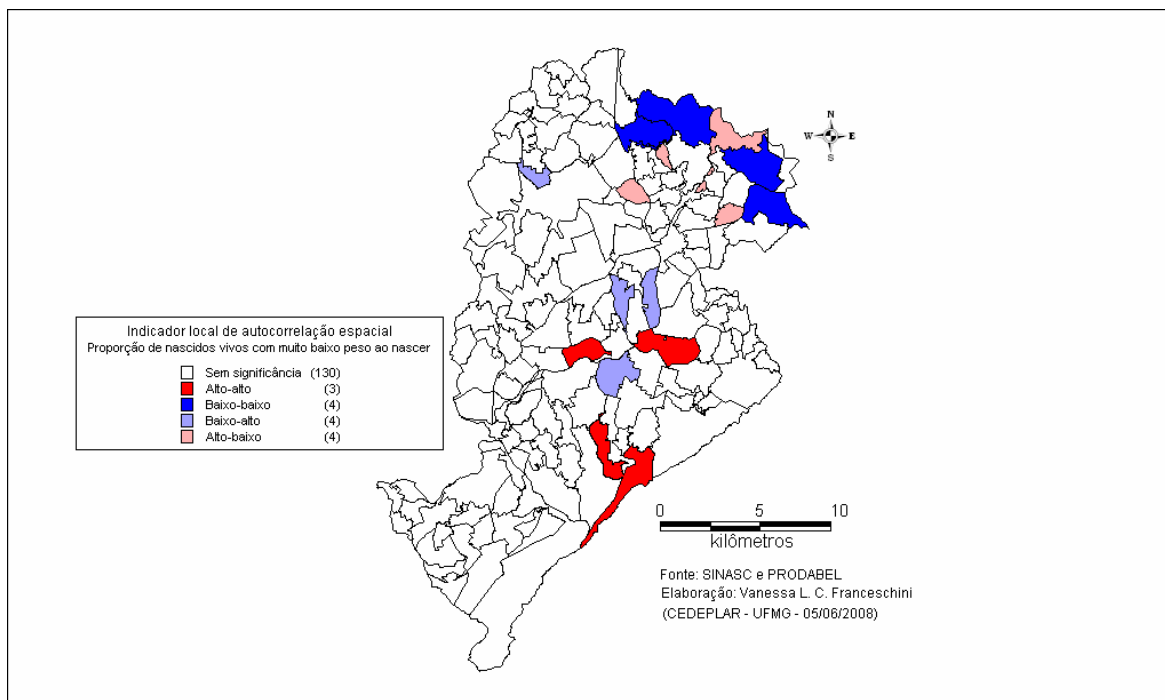 N
W E
S
Indicador local de autocorrelação espacial
Proporção de nascidos vivos com muito baixo peso ao nascer
Sem significância (130)
Alto-alto (3)
Baixo-baixo (4)
Baixo-alto (4)
Alto-baixo (4)
0 5 10
kilômetros
Fonte: SINASC e PRODABEL
Elaboração: Vanessa L. C. Franceschini
(CEDEPLAR - UFMG - 05/06/2008)